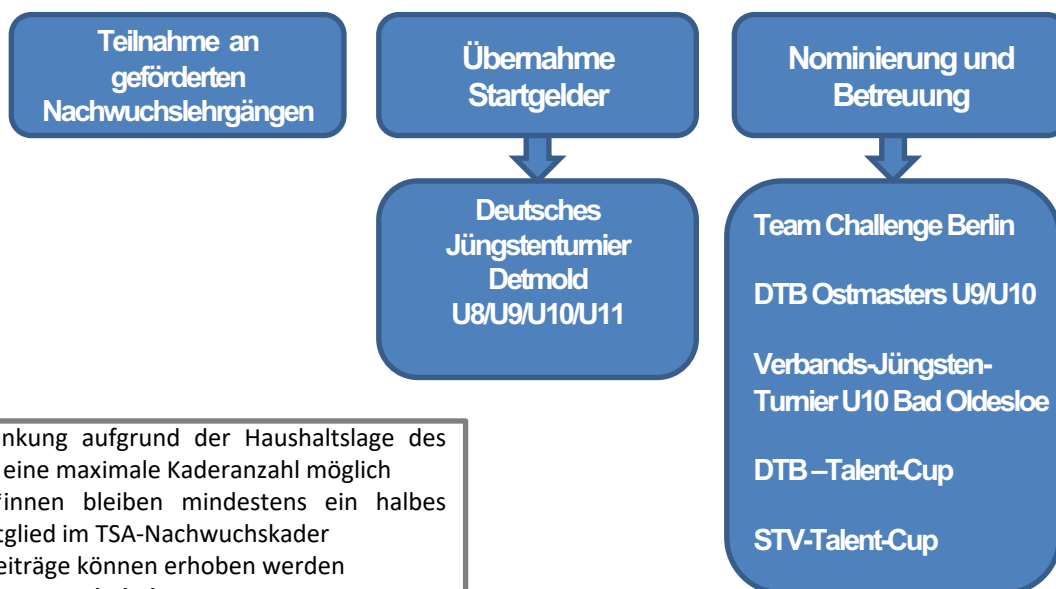 Teilnahme an
geförderten
Nachwuchslehrgängen
Übernahme
Startgelder
Nominierung und
Betreuung
Deutsches
Jüngstenturnier
Detmold
U8/U9/U10/U11
Team Challenge Berlin
DTB Ostmasters U9/U10
Verbands-Jüngsten-
Turnier U10 Bad Oldesloe
DTB –Talent-Cup
STV-Talent-Cup
nkung aufgrund der Haushaltslage des
eine maximale Kaderanzahl möglich
*innen bleiben mindestens ein halbes
tglied im TSA-Nachwuchskader
eiträge können erhoben werden